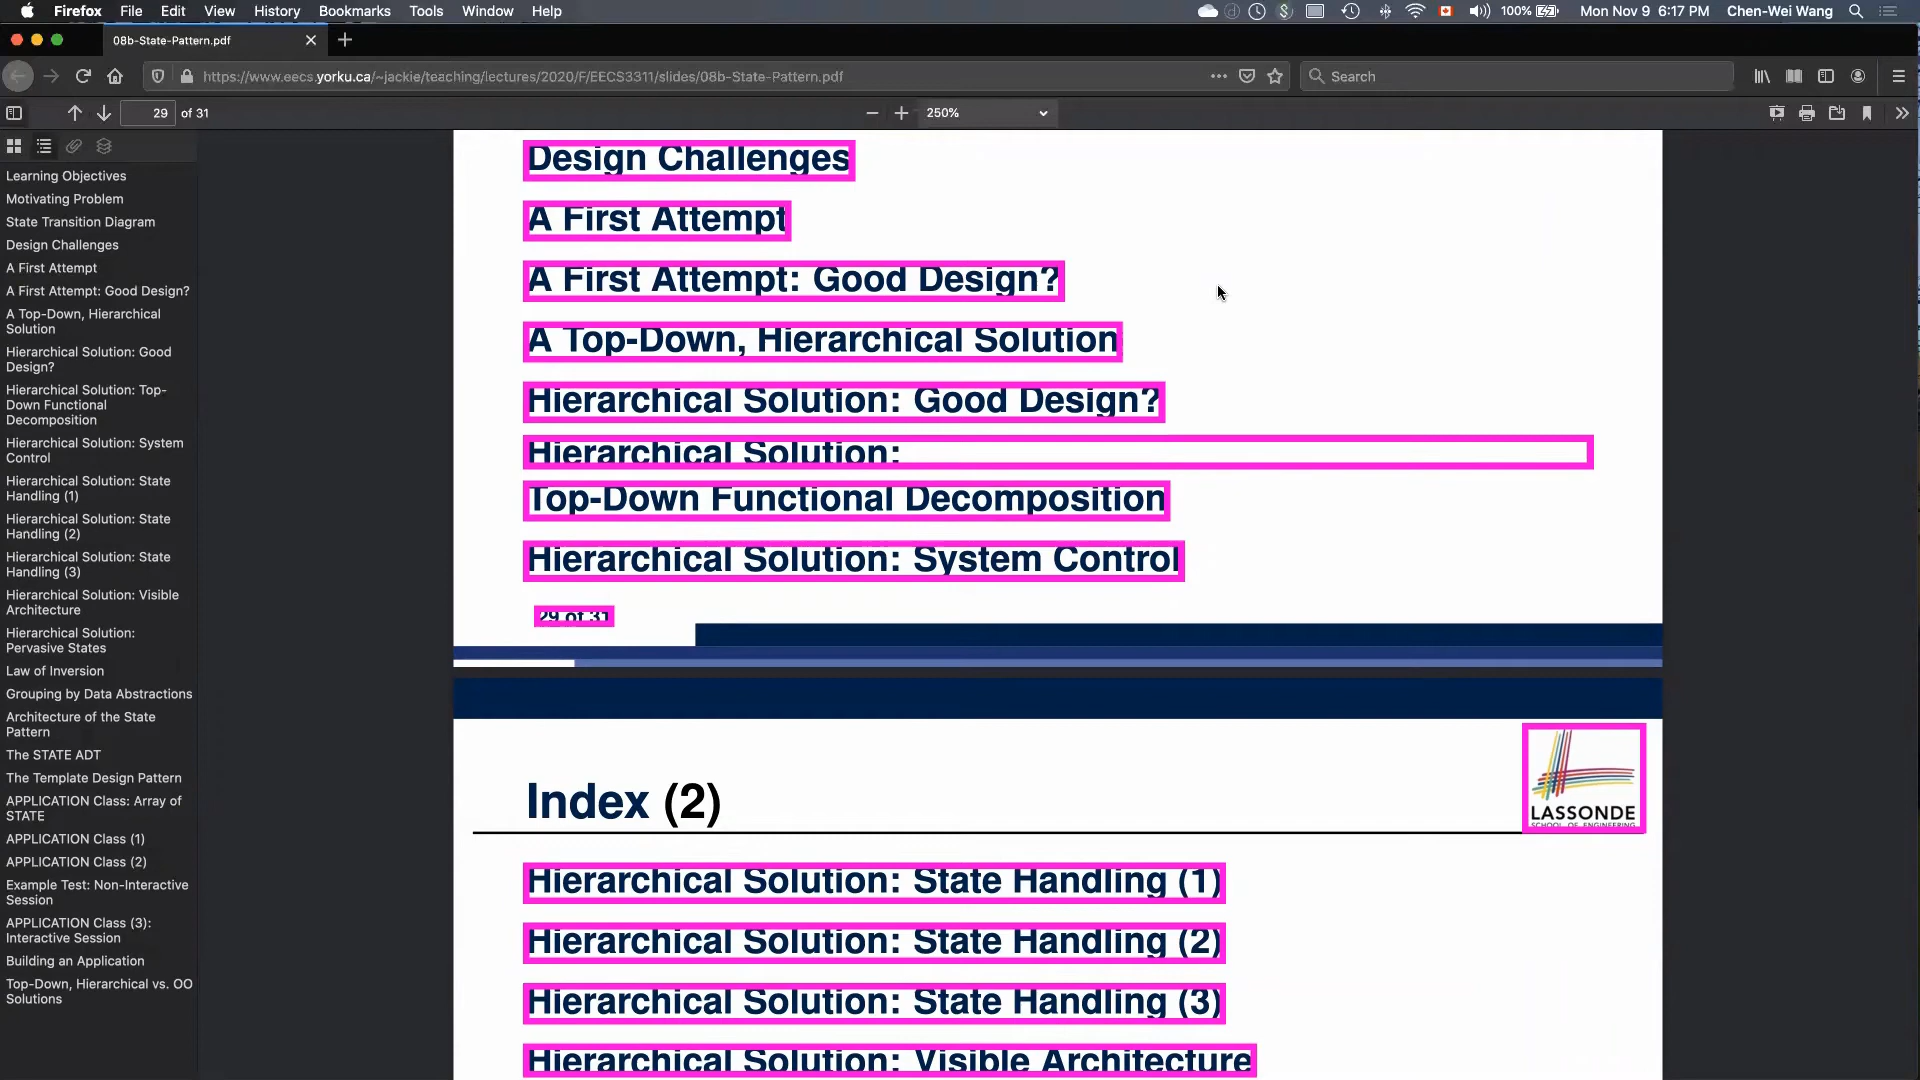 Firefox File Edit View History Bookmarks Tools Window Help 100% Mon Nov 9 6:17 PM Chen-Wei Wang
08b-State-Pattern.pdf
https://www.eecs.yorku.ca/~jackie/teaching/lectures/2020/F/EECS3311/slides/08b-State-Pattern.pdf Search
29 of 31 250%
Learning Objectives
Motivating Problem
State Transition Diagram
Design Challenges
A First Attempt
A First Attempt: Good Design?
A Top-Down, Hierarchical
Solution
Hierarchical Solution: Good
Design?
Hierarchical Solution: Top-
Down Functional
Decomposition
Hierarchical Solution: System
Control
Hierarchical Solution: State
Handling (1)
Hierarchical Solution: State
Handling (2)
Hierarchical Solution: State
Handling (3)
Hierarchical Solution: Visible
Architecture
Hierarchical Solution:
Pervasive States
Law of Inversion
Grouping by Data Abstractions
Architecture of the State
Pattern
The STATE ADT
The Template Design Pattern
APPLICATION Class: Array of
STATE
APPLICATION Class (1)
APPLICATION Class (2)
Example Test: Non-Interactive
Session
APPLICATION Class (3):
Interactive Session
Building an Application
Top-Down, Hierarchical vs. OO
Solutions
Design Challenges
A First Attempt
A First Attempt: Good Design?
A Top-Down, Hierarchical Solution
Hierarchical Solution: Good Design?
Hierarchical Solution:
Top-Down Functional Decomposition
Hierarchical Solution: System Control
29 of 31
Index (2)
LASSONDE
SCHOOL OF ENGINEERING
Hierarchical Solution: State Handling (1)
Hierarchical Solution: State Handling (2)
Hierarchical Solution: State Handling (3)
Hierarchical Solution: Visible Architecture